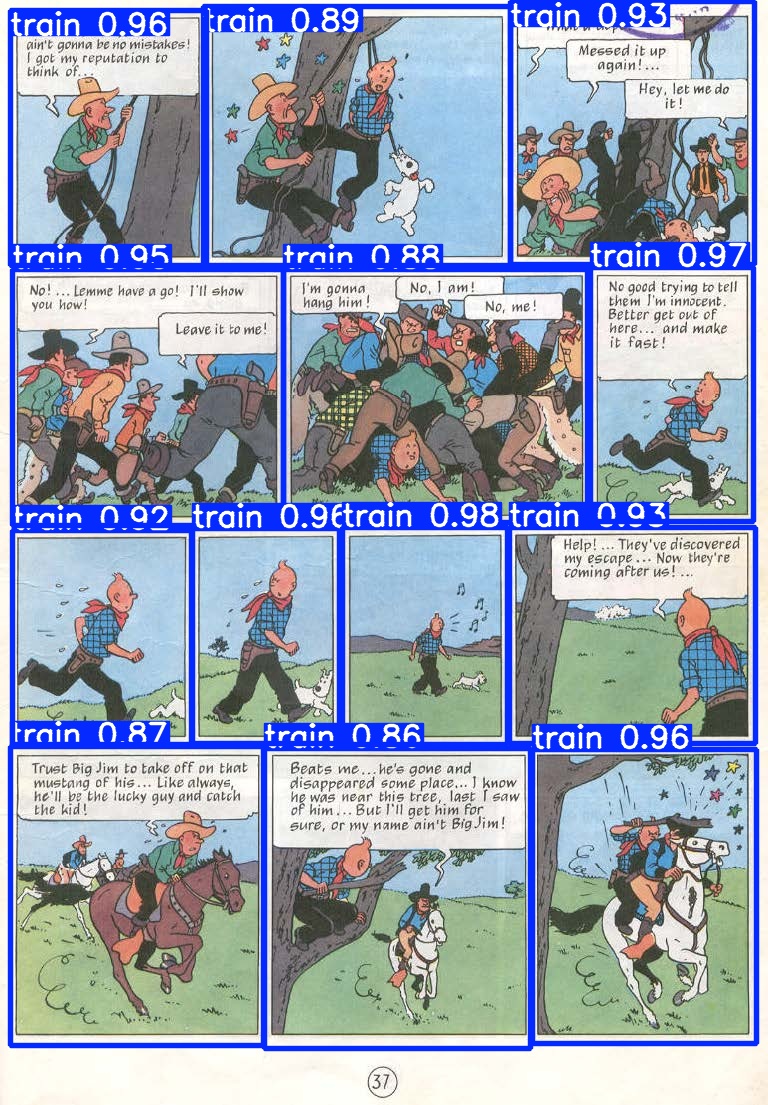 train 0.96
ain't gonna be no mistakes!
I got my reputation to
think of...
train 0.89
train 0.93
Messed it up
again!...
Hey, let me do
it!
train 0.95
No! ... Lemme have a go! I'll show
you how!
Leave it to me!
train 0.88
I'm gonna
hang him!
No, I am!
No, me!
train 0.97
No good trying to tell
them I'm innocent.
Better get out of
here... and make
it fast!
train 0.92
train 0.96
train 0.98
train 0.93
Help!... They've discovered
my escape... Now they're
coming after us!...
train 0.87
Trust Big Jim to take off on that
mustang of his... Like always,
he'll be the lucky guy and catch
the kid!
train 0.86
Beats me...he's gone and
disappeared some place... I know
he was near this tree, last I saw
of him... But I'll get him for
sure, or my name ain't Big Jim!
train 0.96
37